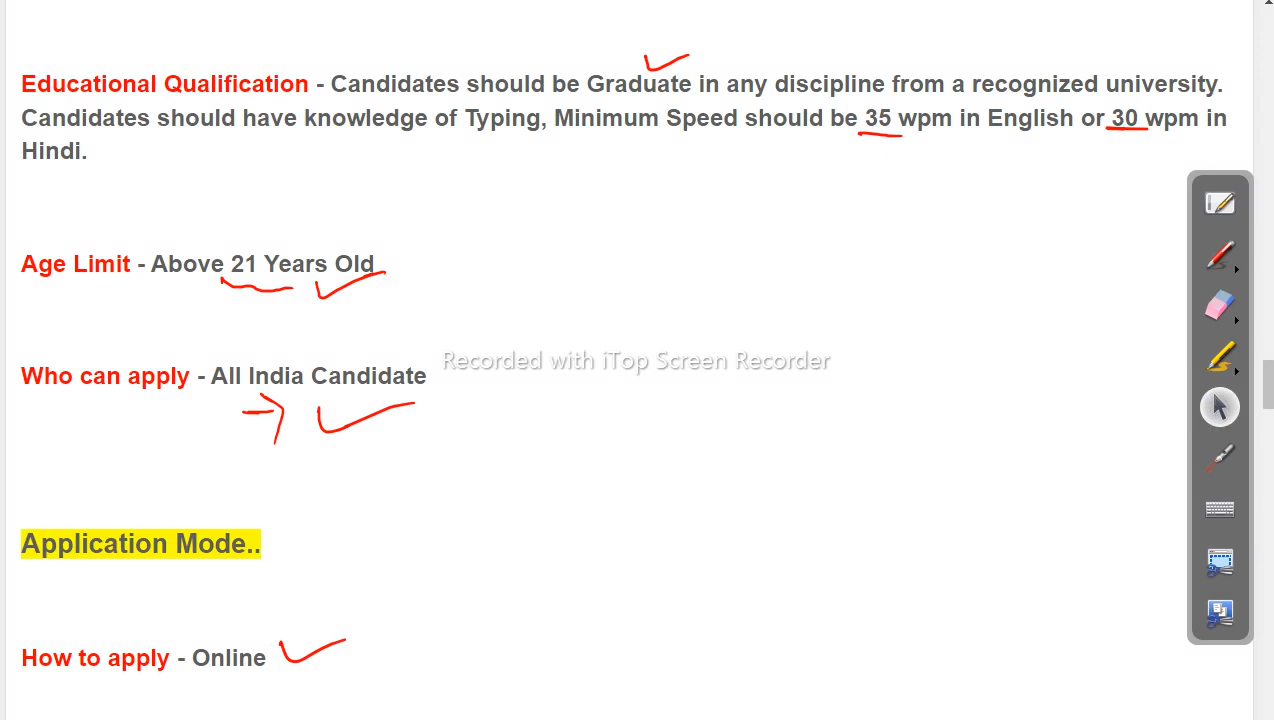 Educational Qualification - Candidates should be Graduate in any discipline from a recognized university.
Candidates should have knowledge of Typing, Minimum Speed should be 35 wpm in English or 30 wpm in
Hindi.
Age Limit - Above 21 Years Old
Recorded with iTop Screen Recorder
Who can apply - All India Candidate
Application Mode..
How to apply - Online